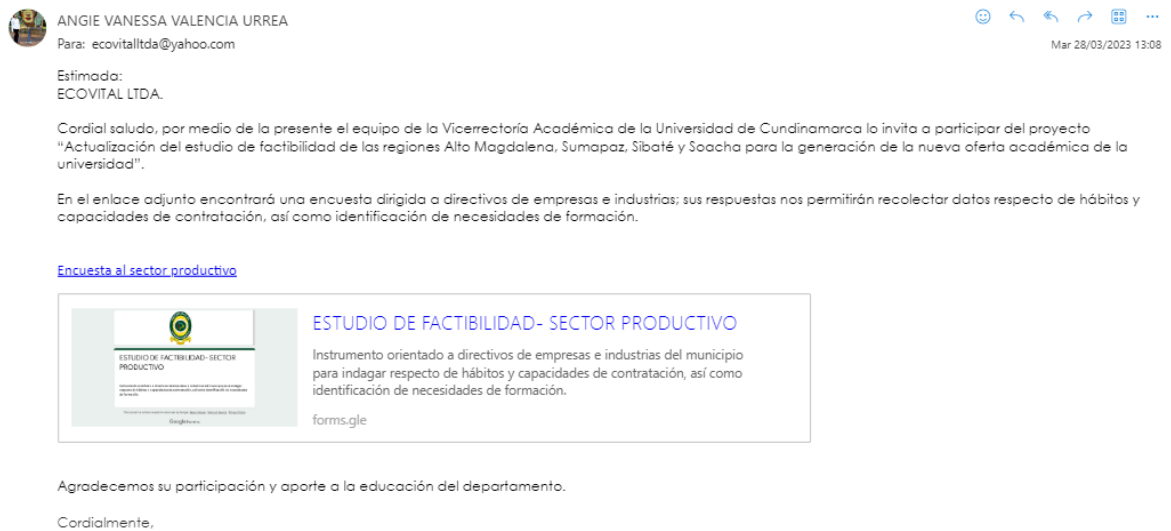 ANGIE VANESSA VALENCIA URREA
Para: ecovitalltda@yahoo.com
Mar 28/03/2023 13:08
Estimada:
ECOVITAL LTDA.
Cordial saludo, por medio de la presente el equipo de la Vicerrectoría Académica de la Universidad de Cundinamarca lo invita a participar del proyecto
“Actualización del estudio de factibilidad de las regiones Alto Magdalena, Sumapaz, Sibaté y Soacha para la generación de la nueva oferta académica de la
universidad”.
En el enlace adjunto encontrará una encuesta dirigida a directivos de empresas e industrias; sus respuestas nos permitirán recolectar datos respecto de hábitos y
capacidades de contratación, así como identificación de necesidades de formación.
Encuesta al sector productivo
ESTUDIO DE FACTIBILIDAD- SECTOR
PRODUCTIVO
ESTUDIO DE FACTIBILIDAD- SECTOR PRODUCTIVO
Instrumento orientado a directivos de empresas e industrias del municipio
para indagar respecto de hábitos y capacidades de contratación, así como
identificación de necesidades de formación.
forms.gle
Agradecemos su participación y aporte a la educación del departamento.
Cordialmente,